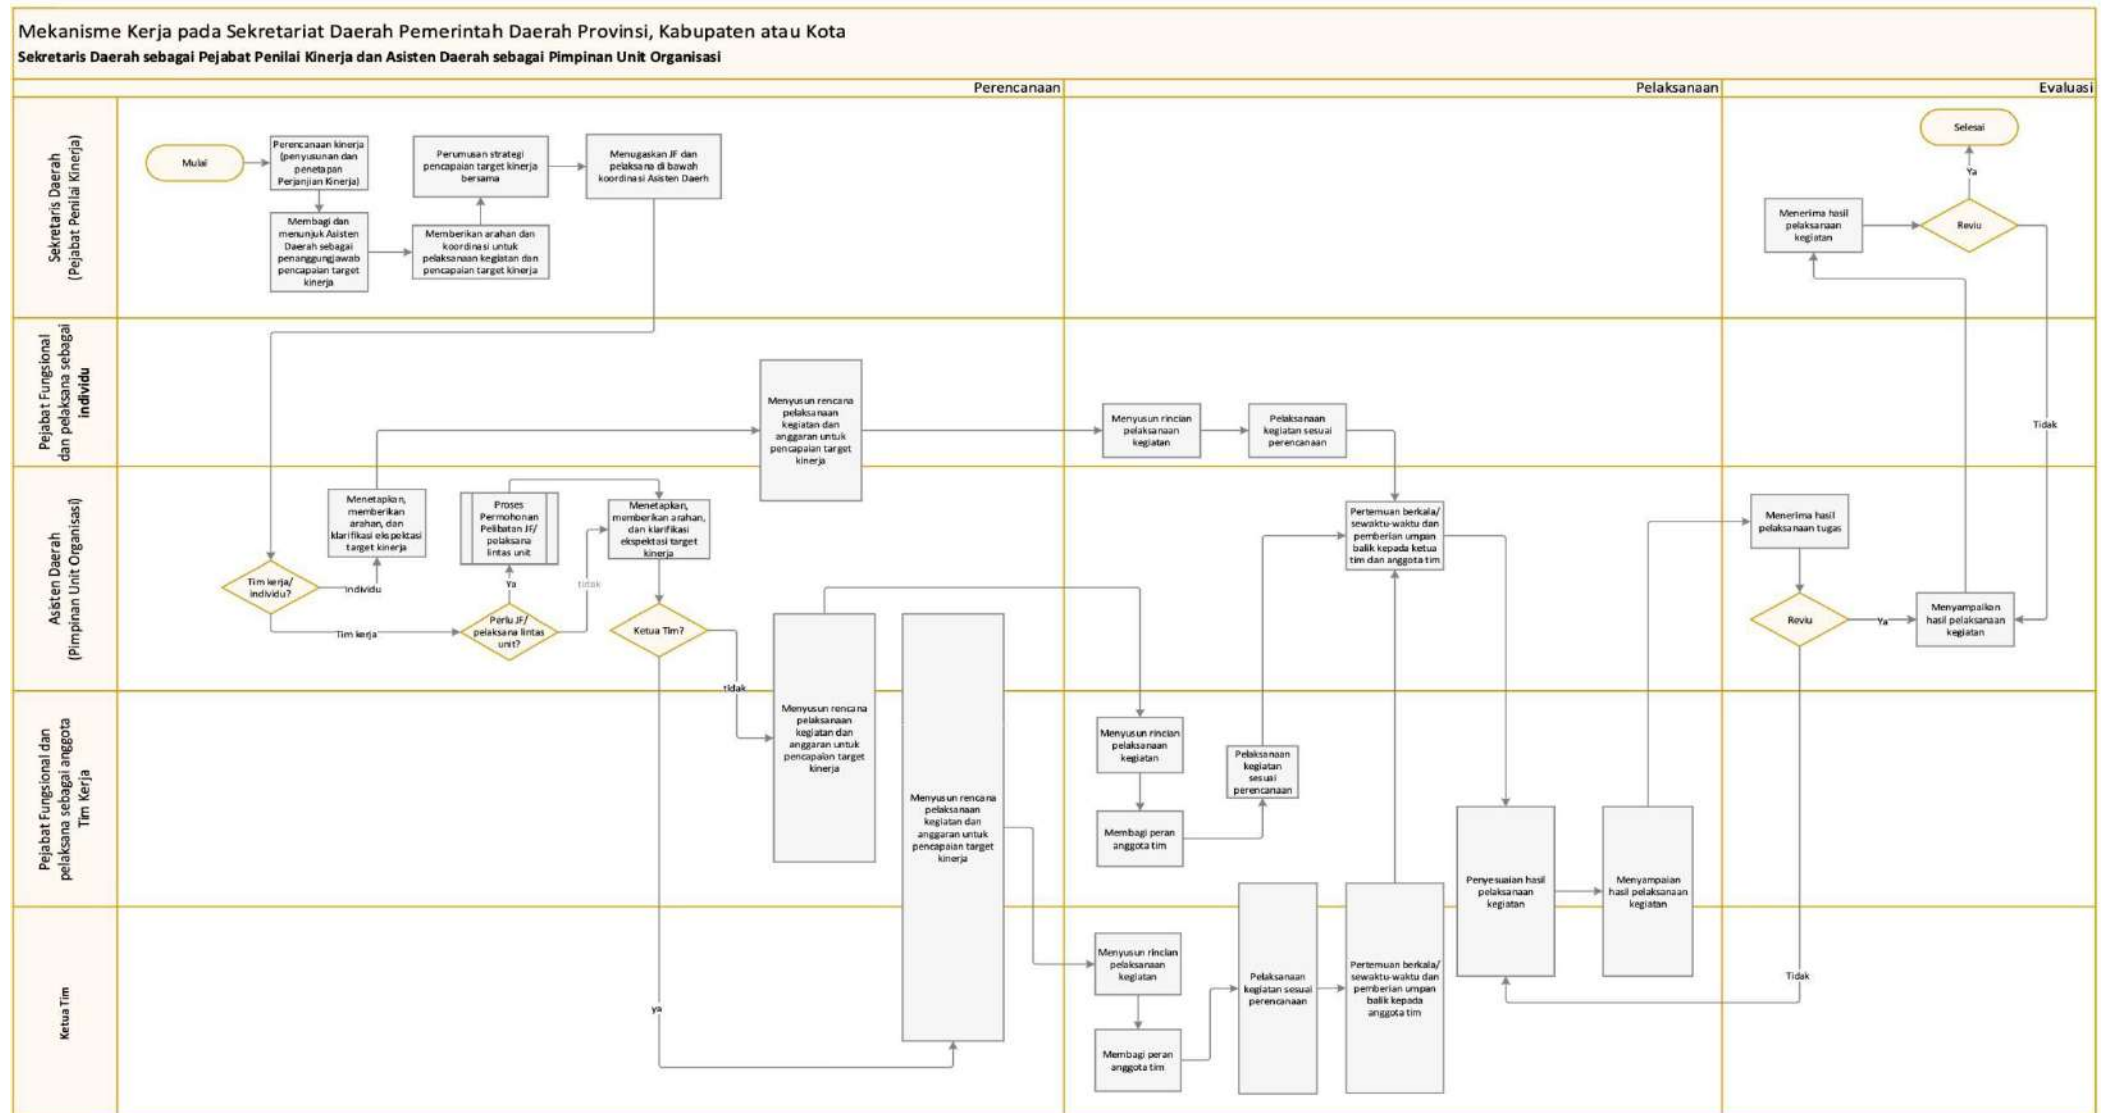 Mekanisme Kerja pada Sekretariat Daerah Pemerintah Daerah Provinsi, Kabupaten atau Kota
Sekretaris Daerah sebagai Pejabat Penilai Kinerja dan Asisten Daerah sebagai Pimpinan Unit Organisasi
Perencanaan
Pelaksanaan
Evaluasi
Sekretaris Daerah
(Pejabat Penilai Kinerja)
Mulai
Perencanaan kinerja
(penyusunan dan
penetapan
Perjanjian Kinerja)
Membagi dan
menunjuk Asisten
Daerah sebagai
penanggungjawab
pencapaian target
kinerja
Memberikan arahan dan
koordinasi untuk
pelaksanaan kegiatan dan
pencapaian target kinerja
Perumusan strategi
pencapaian target kinerja
bersama
Menugaskan JF dan
pelaksana di bawah
koordinasi Asisten Daerh
Menerima hasil
pelaksanaan
kegiatan
Reviu
Ya
Selesai
Tidak
Pejabat Fungsional
dan pelaksana sebagai
individu
Menyusun rencana
pelaksanaan
kegiatan dan
anggaran untuk
pencapaian target
kinerja
Menyusun rincian
pelaksanaan
kegiatan
Pelaksanaan
kegiatan sesuai
perencanaan
Asisten Daerah
(Pimpinan Unit Organisasi)
Tim kerja/
individu?
individu
Tim kerja
Menetapkan,
memberikan
arahan, dan
klarifikasi ekspektasi
target kinerja
Proses
Permohonan
Pelibatan JF/
pelaksana
lintas unit
Ya
Perlu JF/
pelaksana lintas
unit?
tidak
Menetapkan,
memberikan arahan,
dan klarifikasi
ekspektasi target
kinerja
Ketua Tim?
tidak
ya
Pertemuan berkala/
sewaktu-waktu dan
pemberian umpan
balik kepada ketua
tim dan anggota tim
Menerima hasil
pelaksanaan tugas
Reviu
Ya
Menyampaikan
hasil pelaksanaan
kegiatan
Tidak
Pejabat Fungsional dan
pelaksana sebagai anggota
Tim Kerja
Menyusun rencana
pelaksanaan
kegiatan dan
anggaran untuk
pencapaian target
kinerja
Menyusun rencana
pelaksanaan
kegiatan dan
anggaran untuk
pencapaian target
kinerja
Menyusun rincian
pelaksanaan
kegiatan
Membagi peran
anggota tim
Pelaksanaan
kegiatan
sesuai
perencanaan
Penyesuaian hasil
pelaksanaan
kegiatan
Menyampaian
hasil pelaksanaan
kegiatan
Ketua Tim
Menyusun rincian
pelaksanaan
kegiatan
Membagi peran
anggota tim
Pelaksanaan
kegiatan sesuai
perencanaan
Pertemuan berkala/
sewaktu-waktu dan
pemberian umpan
balik kepada
anggota tim